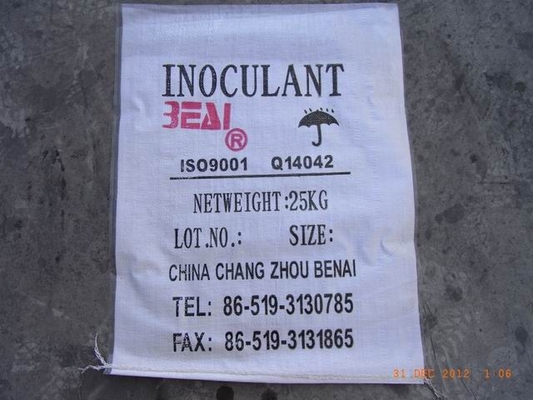 INOCULANT
BEAI ®
ISO9001 Q14042
NETWEIGHT:25KG
LOT.NO.: SIZE:
CHINA CHANG ZHOU BENAI
TEL: 86-519-3130785
FAX: 86-519-3131865
31 DEC 2012 1:06